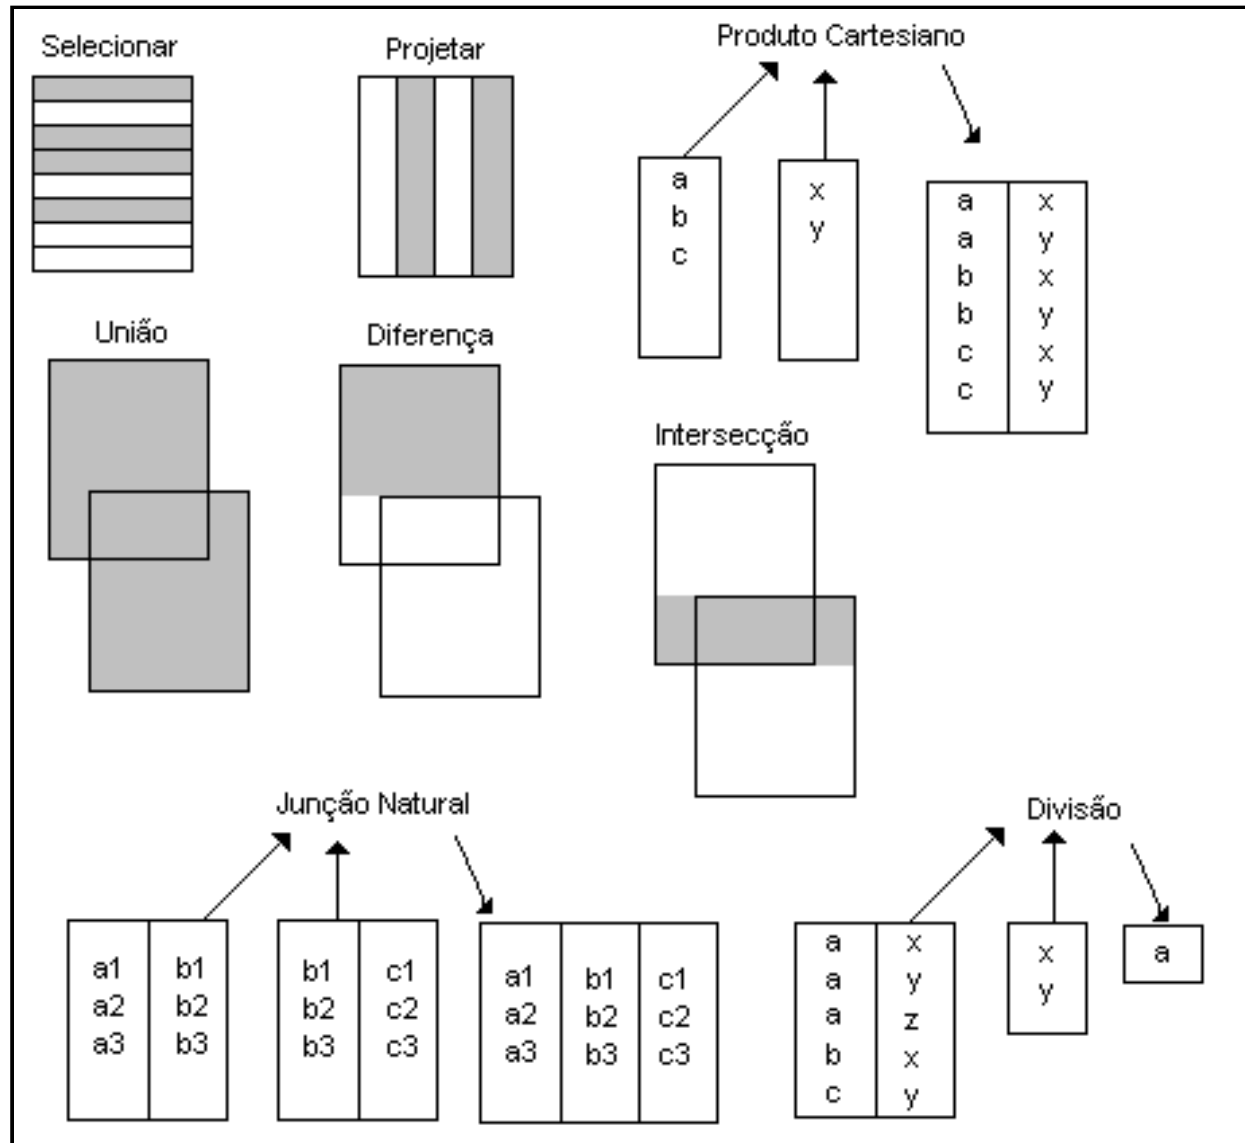 Selecionar
Projetar
Produto Cartesiano
a
b
c
x
y
a x
a y
b x
b y
c x
c y
União
Diferença
Intersecção
Junção Natural
a1 b1
a2 b2
a3 b3
b1 c1
b2 c2
b3 c3
a1 b1 c1
a2 b2 c2
a3 b3 c3
Divisão
a x
a y
a z
b x
c y
x
y
a